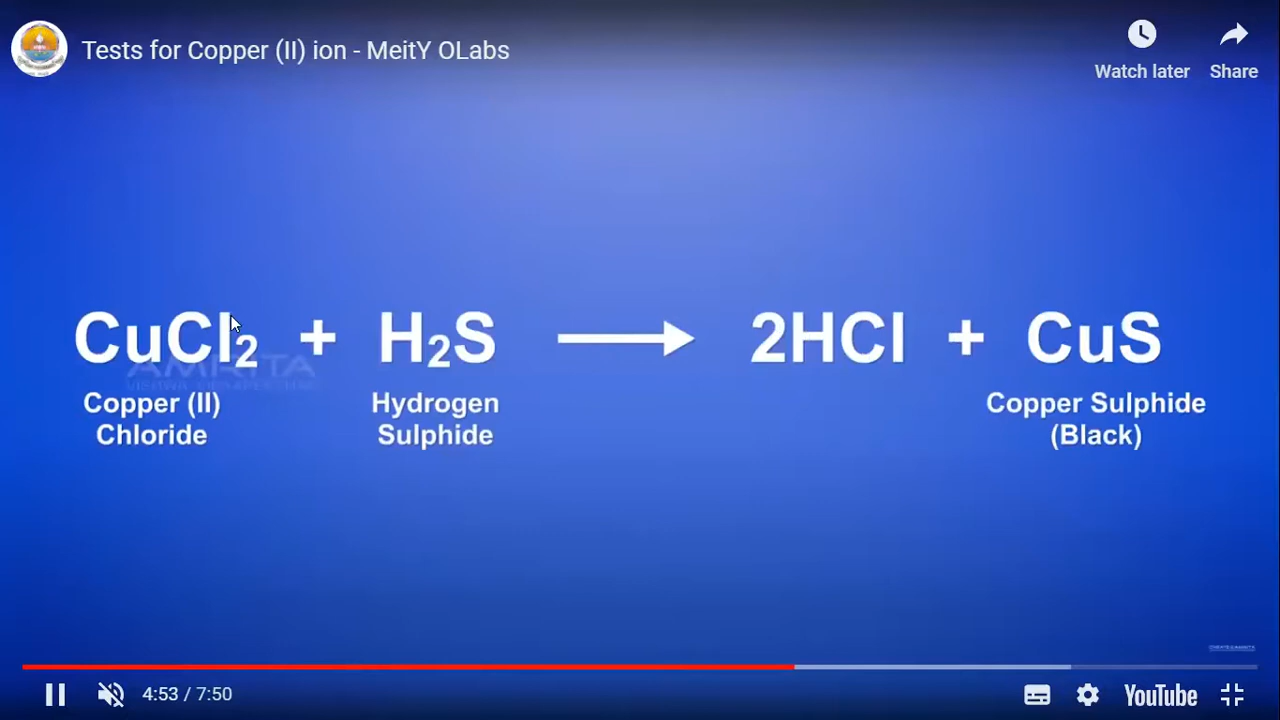 Tests for Copper (II) ion - MeitY OLabs
Watch later
Share
CuCl₂ + H₂S → 2HCl + CuS
AMRITA
Copper (II)
Chloride
Hydrogen
Sulphide
Copper Sulphide
(Black)
4:53 / 7:50
YouTube